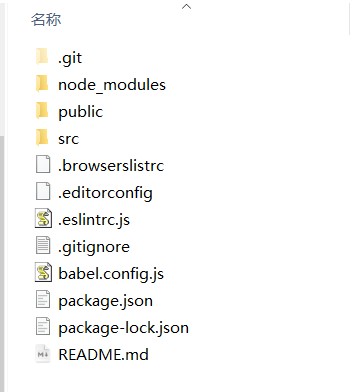 名称
.git
node_modules
public
src
.browserslistrc
.editorconfig
.eslintrc.js
.gitignore
babel.config.js
package.json
package-lock.json
README.md